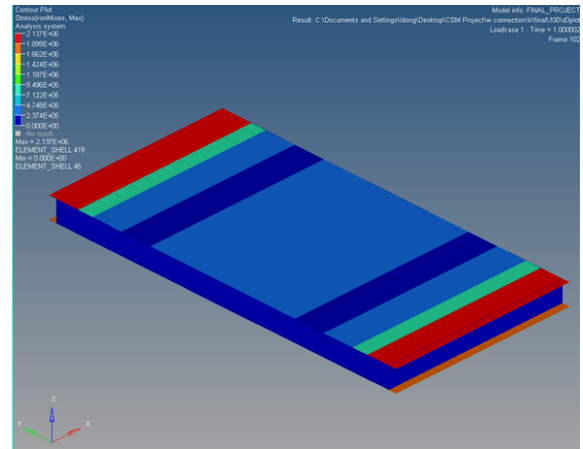 Contour Plot
Stress(vonMises, Max)
Analysis system
2.137E+06
1.899E+06
1.662E+06
1.424E+06
1.187E+06
9.496E+05
7.122E+05
4.748E+05
2.374E+05
0.000E+00
No result
Max = 2.137E+06
ELEMENT_SHELL 419
Min = 0.000E+00
ELEMENT_SHELL 45
Model info: FINAL_PROJECT
Result: C:\Documents and Settings\ldong\Desktop\CSM Project\w connection\k\final\100\d3plot
Loadcase 1 : Time = 1.000002
Frame 102
Z
Y
X